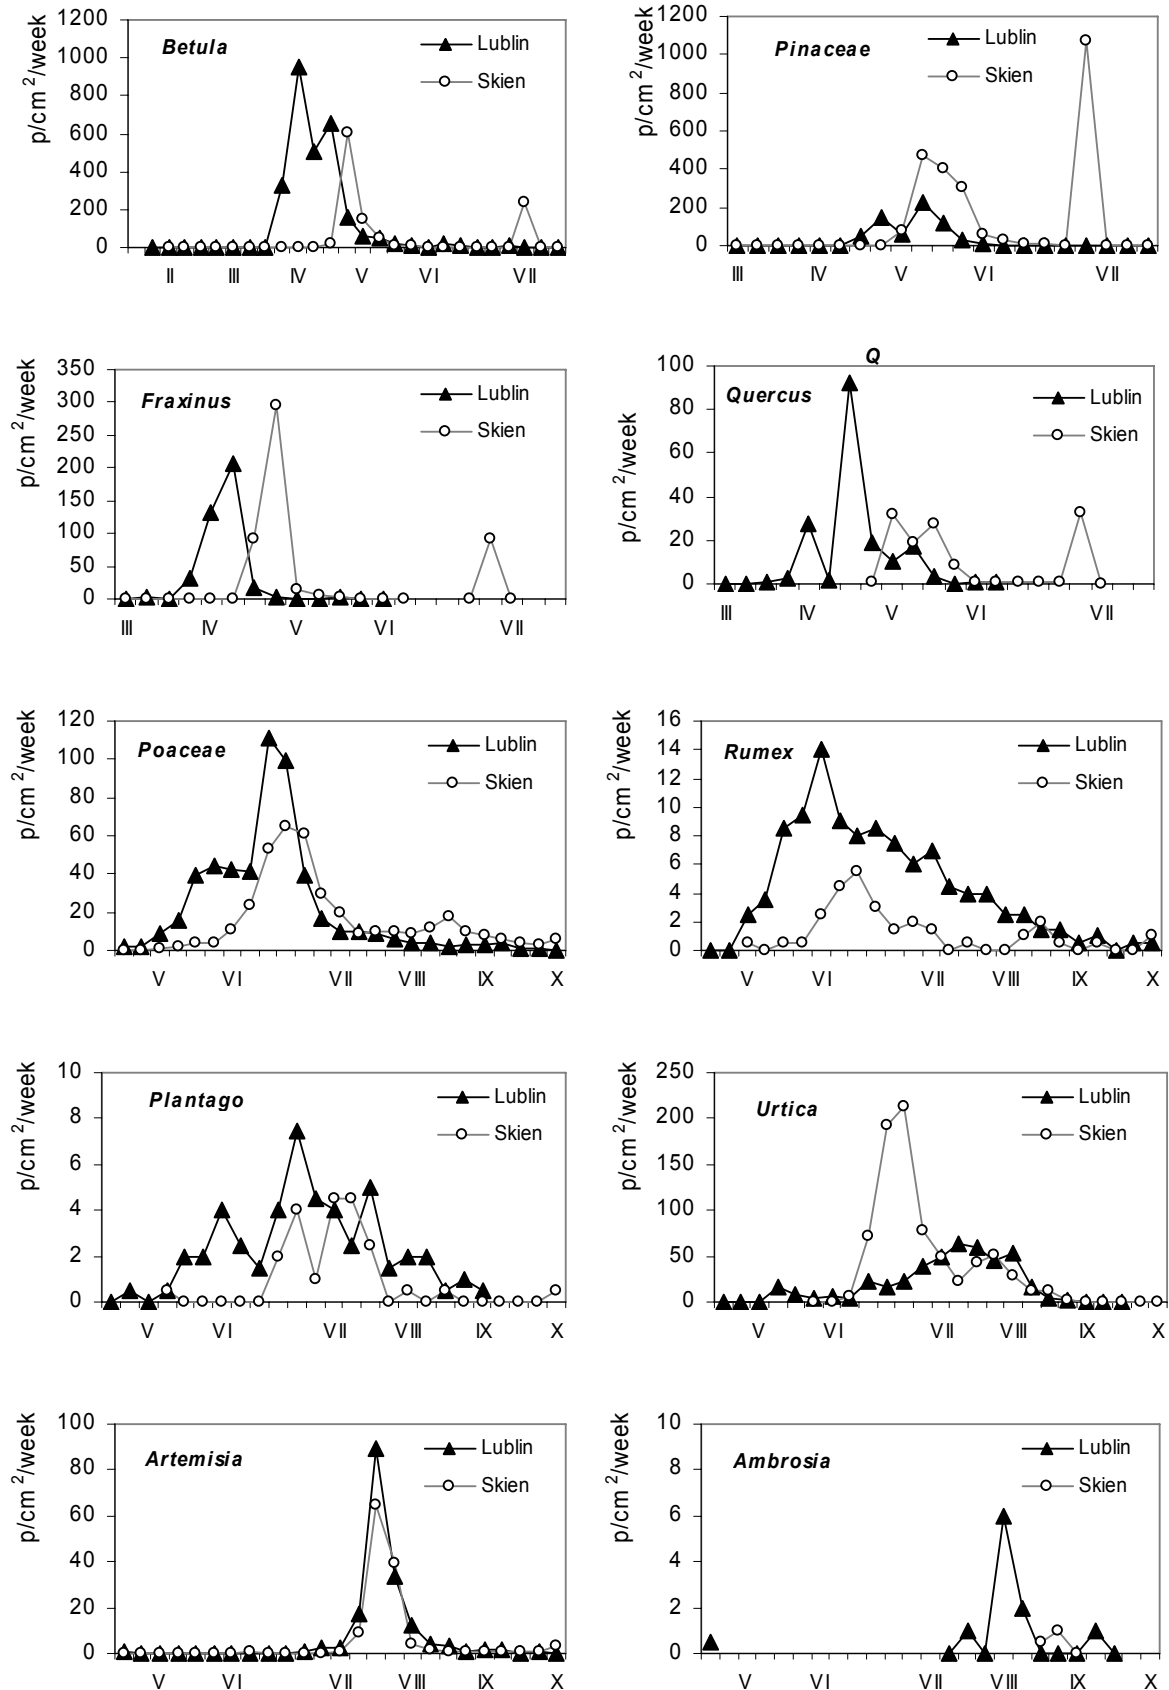 Betula
Lublin
Skien
p/cm²/week
1200
1000
800
600
400
200
0
II III IV V VI VII
Pinaceae
Lublin
Skien
p/cm²/week
1200
1000
800
600
400
200
0
III IV V VI VII
Fraxinus
Lublin
Skien
p/cm²/week
350
300
250
200
150
100
50
0
III IV V VI VII
Q
Quercus
Lublin
Skien
p/cm²/week
100
80
60
40
20
0
III IV V VI VII
Poaceae
Lublin
Skien
p/cm²/week
120
100
80
60
40
20
0
V VI VII VIII IX X
Rumex
Lublin
Skien
p/cm²/week
16
14
12
10
8
6
4
2
0
V VI VII VIII IX X
Plantago
Lublin
Skien
p/cm²/week
10
8
6
4
2
0
V VI VII VIII IX X
Urtica
Lublin
Skien
p/cm²/week
250
200
150
100
50
0
V VI VII VIII IX X
Artemisia
Lublin
Skien
p/cm²/week
100
80
60
40
20
0
V VI VII VIII IX X
Ambrosia
Lublin
Skien
p/cm²/week
10
8
6
4
2
0
V VI VII VIII IX X